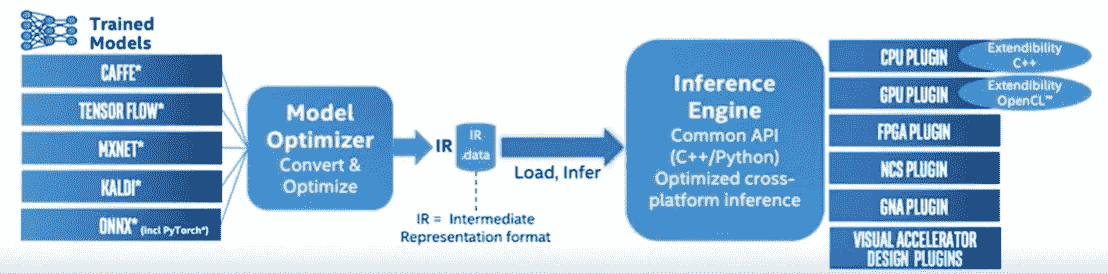 Trained
Models
CAFFE*
TENSOR FLOW*
MXNET*
KALDI*
ONNX* (incl PyTorch*)
Model
Optimizer
Convert &
Optimize
IR
IR
.data
IR = Intermediate
Representation format
Load, Infer
Inference
Engine
Common API
(C++/Python)
Optimized cross-
platform inference
CPU PLUGIN
Extendibility
C++
GPU PLUGIN
Extendibility
OpenCL™
FPGA PLUGIN
NCS PLUGIN
GNA PLUGIN
VISUAL ACCELERATOR
DESIGN PLUGINS